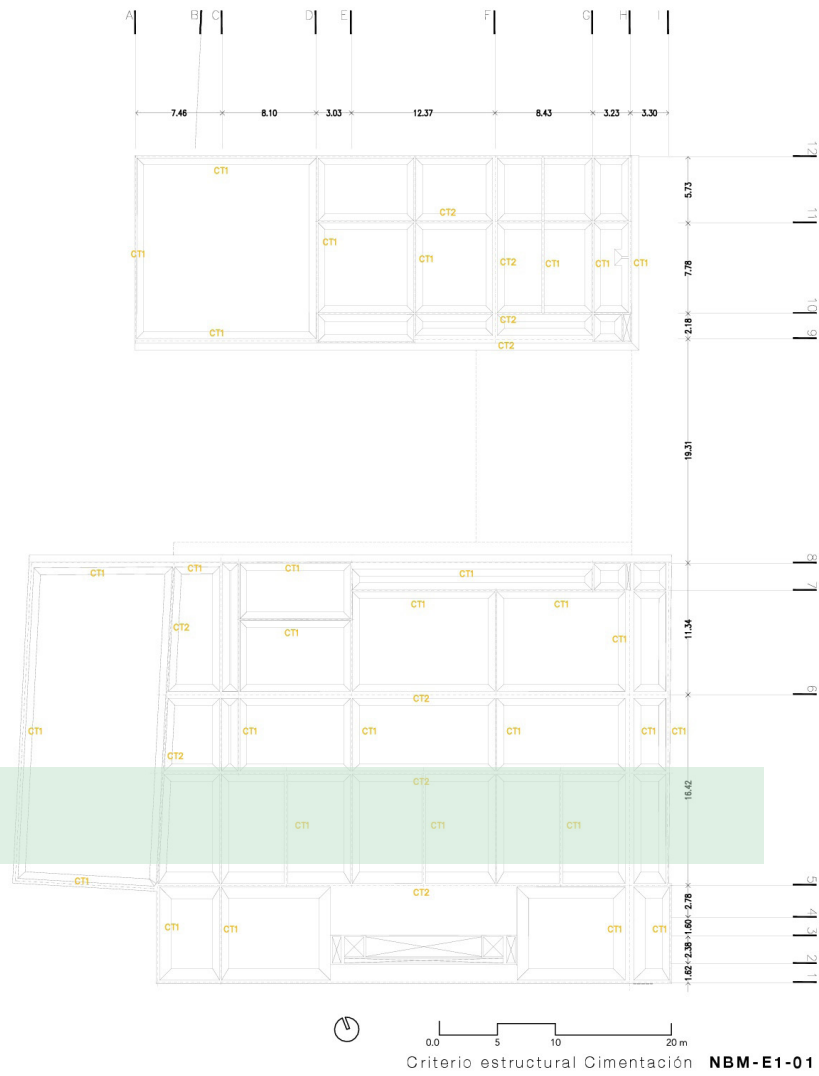 A B C D E F G H I
7.46 8.10 3.03 12.37 8.43 3.23 3.30
12
CT1
5.73
CT2
11
CT1
CT1 CT1 CT2 CT1 CT1 CT1
7.78
10
CT2
CT1
2.18
9
CT2
19.31
8
CT1 CT1 CT1 CT1
7
CT1 CT1
CT2 CT1 CT1
11.34
6
CT2
CT1 CT1 CT1 CT1 CT1 CT1
CT2
CT2
16.42
CT1 CT1 CT1
CT1
CT2
5
2.78
4
CT1 CT1 CT1 CT1
1.60
3
2.38
2
1.62
1
0.0 5 10 20 m
Criterio estructural Cimentación NBM-E1-01